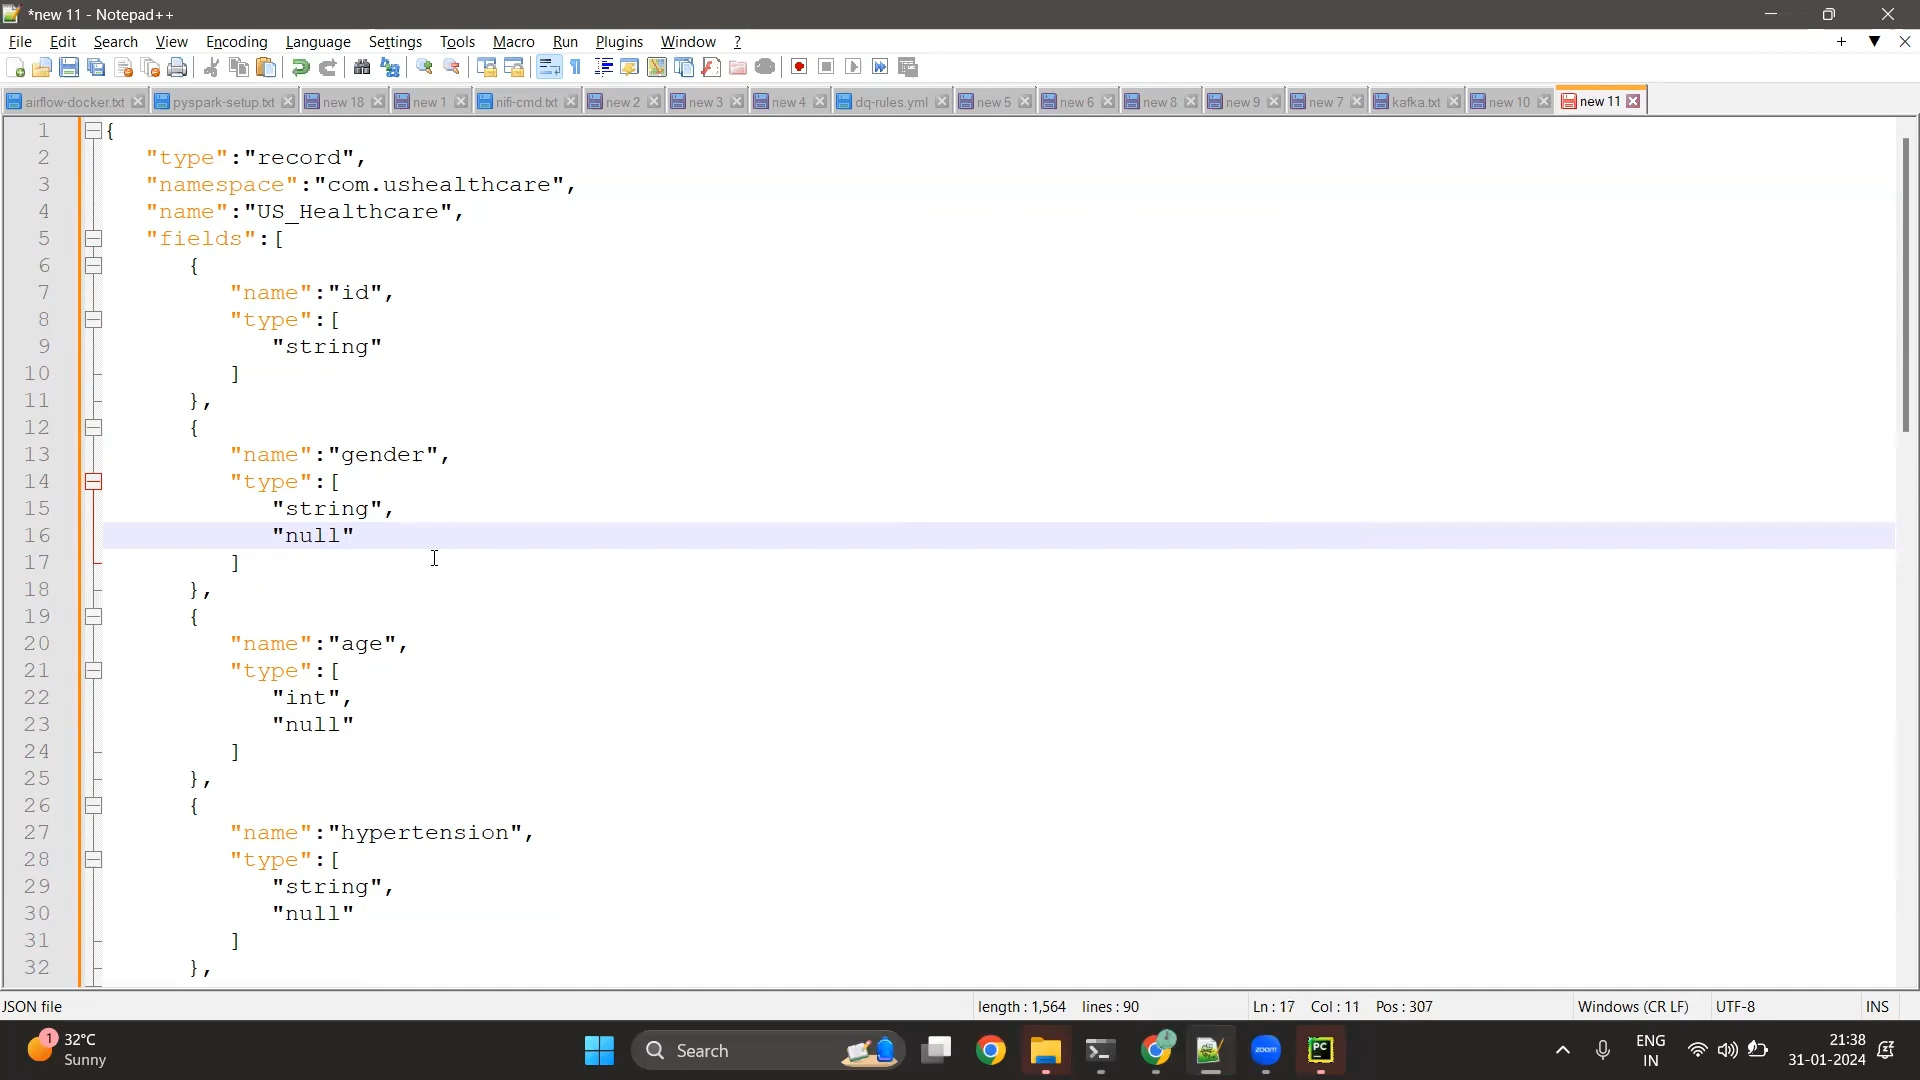 *new 11 - Notepad++
File Edit Search View Encoding Language Settings Tools Macro Run Plugins Window ?
airflow-docker.txt pyspark-setup.txt new 18 new 1 nifi-cmd.txt new 2 new 3 new 4 dq-rules.yml new 5 new 6 new 8 new 9 new 7 kafka.txt new 10 new 11
1 {
2 "type":"record",
3 "namespace":"com.ushealthcare",
4 "name":"US_Healthcare",
5 "fields":[
6 {
7 "name":"id",
8 "type":[
9 "string"
10 ]
11 },
12 {
13 "name":"gender",
14 "type":[
15 "string",
16 "null"
17 ]
18 },
19 {
20 "name":"age",
21 "type":[
22 "int",
23 "null"
24 ]
25 },
26 {
27 "name":"hypertension",
28 "type":[
29 "string",
30 "null"
31 ]
32 },
JSON file length : 1,564 lines : 90 Ln : 17 Col : 11 Pos : 307 Windows (CR LF) UTF-8 INS
1 32°C Search ENG 21:38
Sunny zoom PC IN 31-01-2024